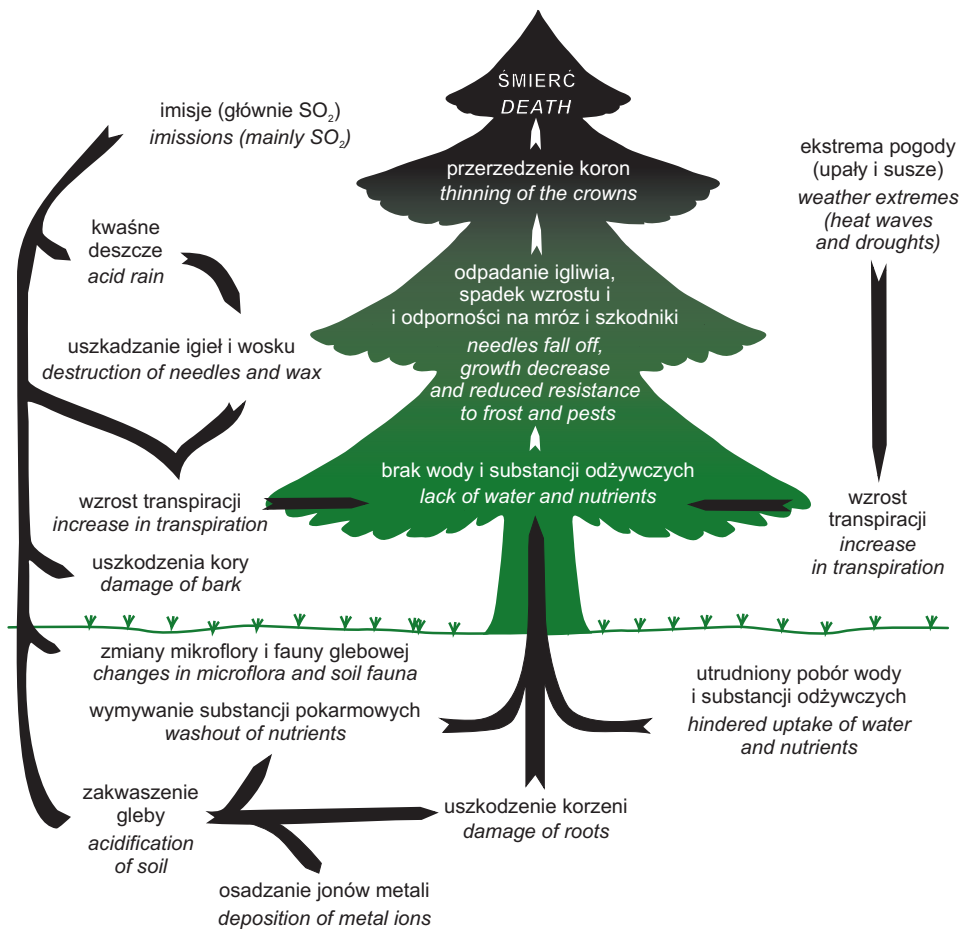 ŚMIERĆ
DEATH
imisje (głównie SO₂)
imissions (mainly SO₂)
ekstrema pogody
(upały i susze)
weather extremes
(heat waves
and droughts)
przerzedzenie koron
thinning of the crowns
kwaśne
deszcze
acid rain
odpadanie igliwia,
spadek wzrostu i
i odporności na mróz i szkodniki
needles fall off,
growth decrease
and reduced resistance
to frost and pests
uszkadzanie igieł i wosku
destruction of needles and wax
brak wody i substancji odżywczych
lack of water and nutrients
wzrost transpiracji
increase in transpiration
wzrost
transpiracji
increase
in transpiration
uszkodzenia kory
damage of bark
zmiany mikroflory i fauny glebowej
changes in microflora and soil fauna
wymywanie substancji pokarmowych
washout of nutrients
utrudniony pobór wody
i substancji odżywczych
hindered uptake of water
and nutrients
zakwaszenie
gleby
acidification
of soil
uszkodzenie korzeni
damage of roots
osadzanie jonów metali
deposition of metal ions